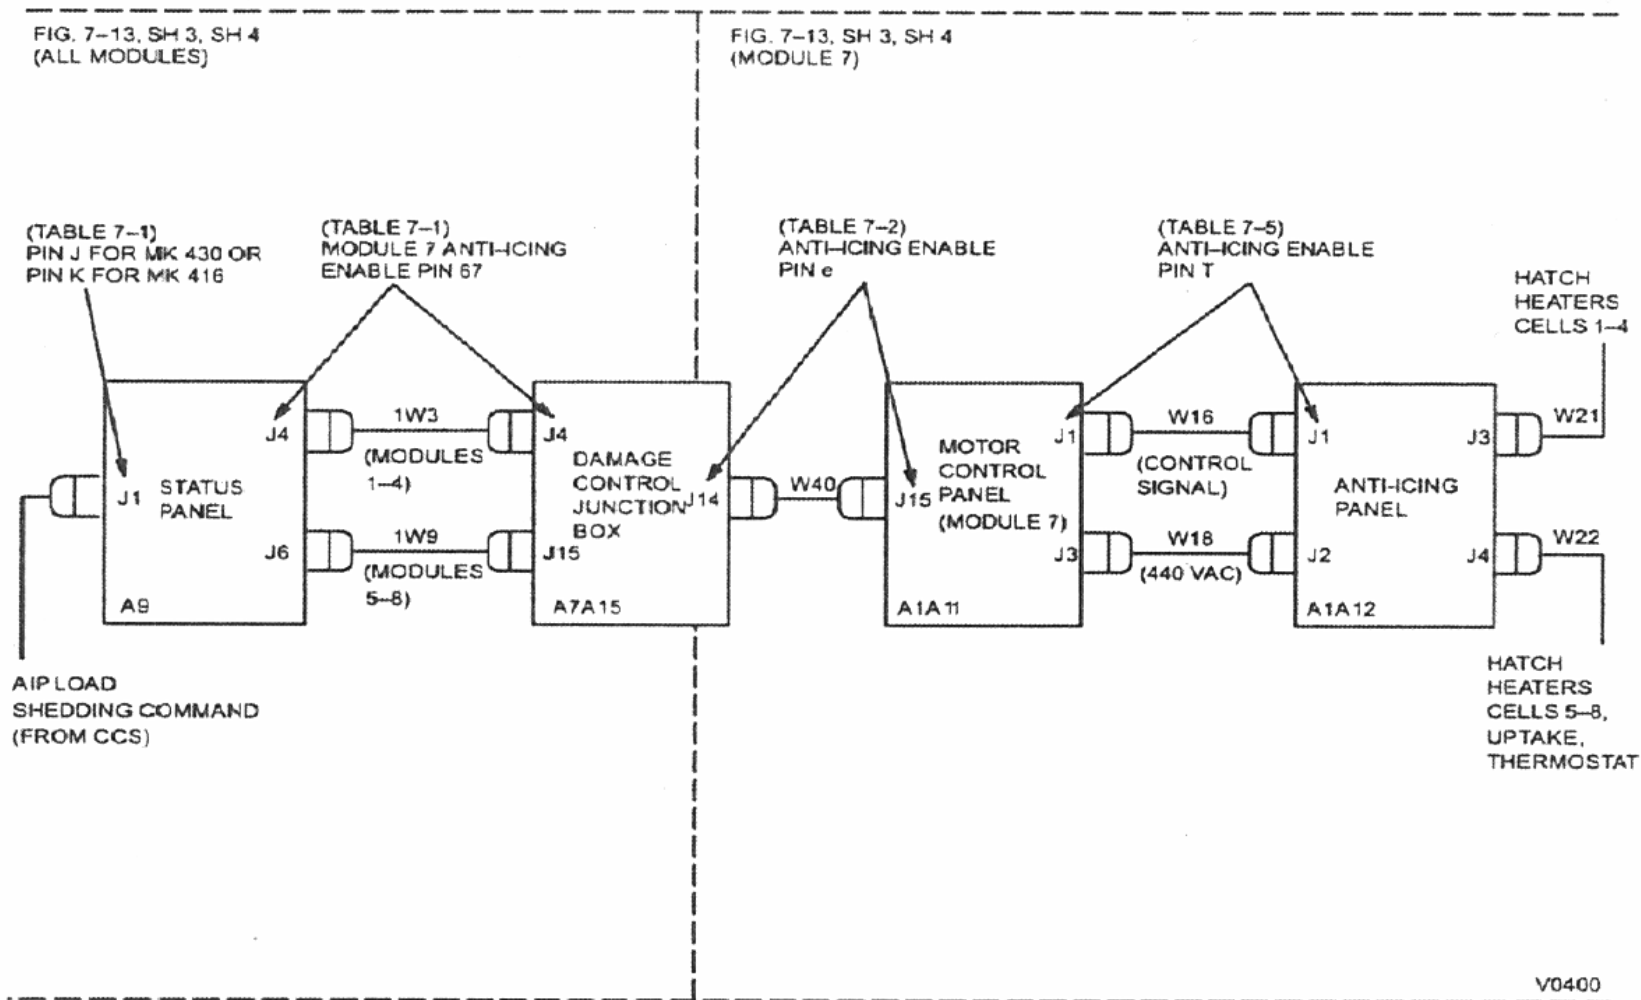 FIG. 7–13, SH 3, SH 4
(ALL MODULES)
FIG. 7–13, SH 3, SH 4
(MODULE 7)
(TABLE 7–1)
PIN J FOR MK 430 OR
PIN K FOR MK 416
(TABLE 7–1)
MODULE 7 ANTI-ICING
ENABLE PIN 67
(TABLE 7–2)
ANTI-ICING ENABLE
PIN e
(TABLE 7–5)
ANTI-ICING ENABLE
PIN T
HATCH
HEATERS
CELLS 1–4
J1
STATUS
PANEL
J4
J6
A9
1W3
(MODULES
1–4)
1W9
(MODULES
5–8)
J4
DAMAGE
CONTROL
JUNCTION
BOX
J14
J15
A7A15
W40
J15
MOTOR
CONTROL
PANEL
(MODULE 7)
J1
J3
A1A11
W16
(CONTROL
SIGNAL)
W18
(440 VAC)
J1
J2
ANTI-ICING
PANEL
J3
J4
A1A12
W21
W22
AIP LOAD
SHEDDING COMMAND
(FROM CCS)
HATCH
HEATERS
CELLS 5–8,
UPTAKE,
THERMOSTAT
V0400